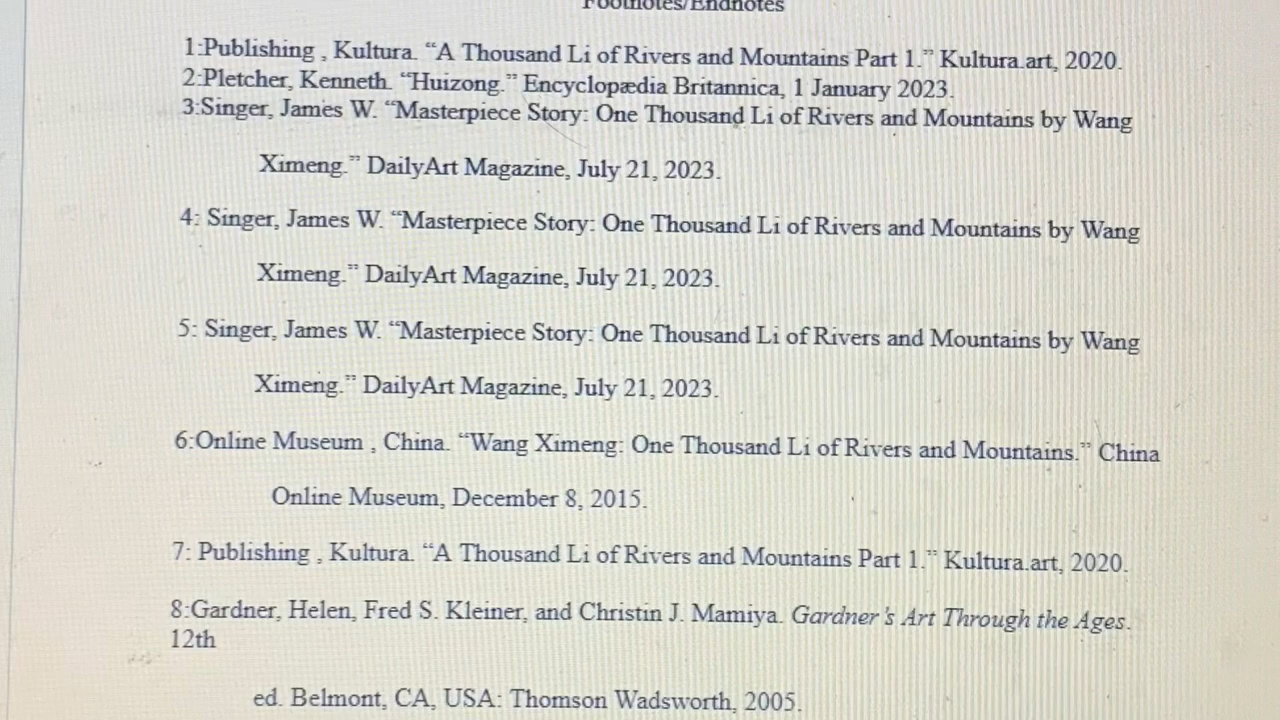 Footnotes/Endnotes
1:Publishing , Kultura. “A Thousand Li of Rivers and Mountains Part 1.” Kultura.art, 2020.
2:Pletcher, Kenneth. “Huizong.” Encyclopædia Britannica, 1 January 2023.
3:Singer, James W. “Masterpiece Story: One Thousand Li of Rivers and Mountains by Wang
Ximeng.” DailyArt Magazine, July 21, 2023.
4: Singer, James W. “Masterpiece Story: One Thousand Li of Rivers and Mountains by Wang
Ximeng.” DailyArt Magazine, July 21, 2023.
5: Singer, James W. “Masterpiece Story: One Thousand Li of Rivers and Mountains by Wang
Ximeng.” DailyArt Magazine, July 21, 2023.
6:Online Museum , China. “Wang Ximeng: One Thousand Li of Rivers and Mountains.” China
Online Museum, December 8, 2015.
7: Publishing , Kultura. “A Thousand Li of Rivers and Mountains Part 1.” Kultura.art, 2020.
8:Gardner, Helen, Fred S. Kleiner, and Christin J. Mamiya. Gardner's Art Through the Ages.
12th
ed. Belmont, CA, USA: Thomson Wadsworth, 2005.